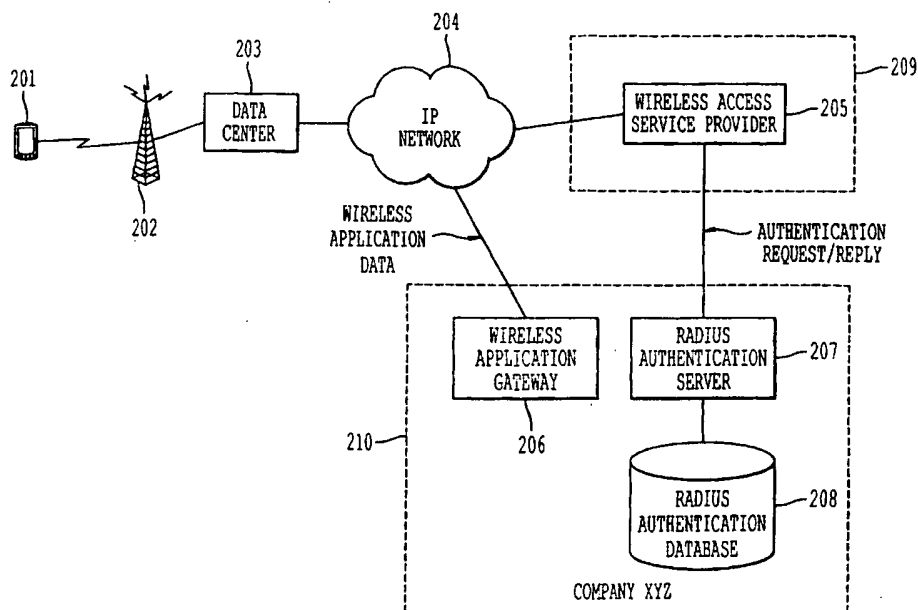 204
203
201
209
DATA
CENTER
IP
NETWORK
WIRELESS ACCESS
SERVICE PROVIDER
205
202
WIRELESS
APPLICATION
DATA
AUTHENTICATION
REQUEST/REPLY
WIRELESS
APPLICATION
GATEWAY
RADIUS
AUTHENTICATION
SERVER
207
206
210
RADIUS
AUTHENTICATION
DATABASE
208
COMPANY XYZ